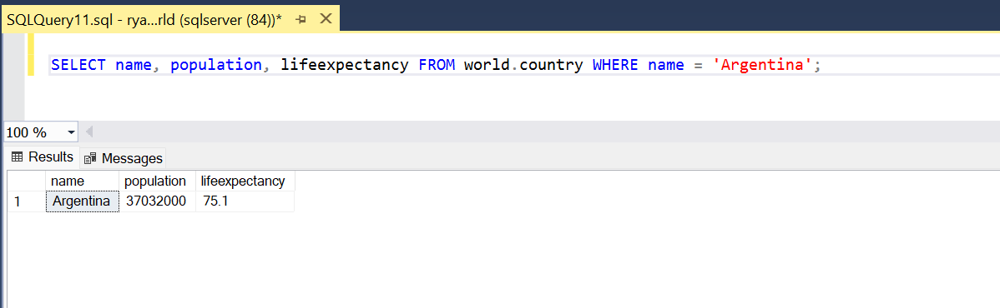 SQLQuery11.sql - rya...rld (sqlserver (84))*
SELECT name, population, lifeexpectancy FROM world.country WHERE name = 'Argentina';
100 %
Results Messages
name population lifeexpectancy
1 Argentina 37032000 75.1